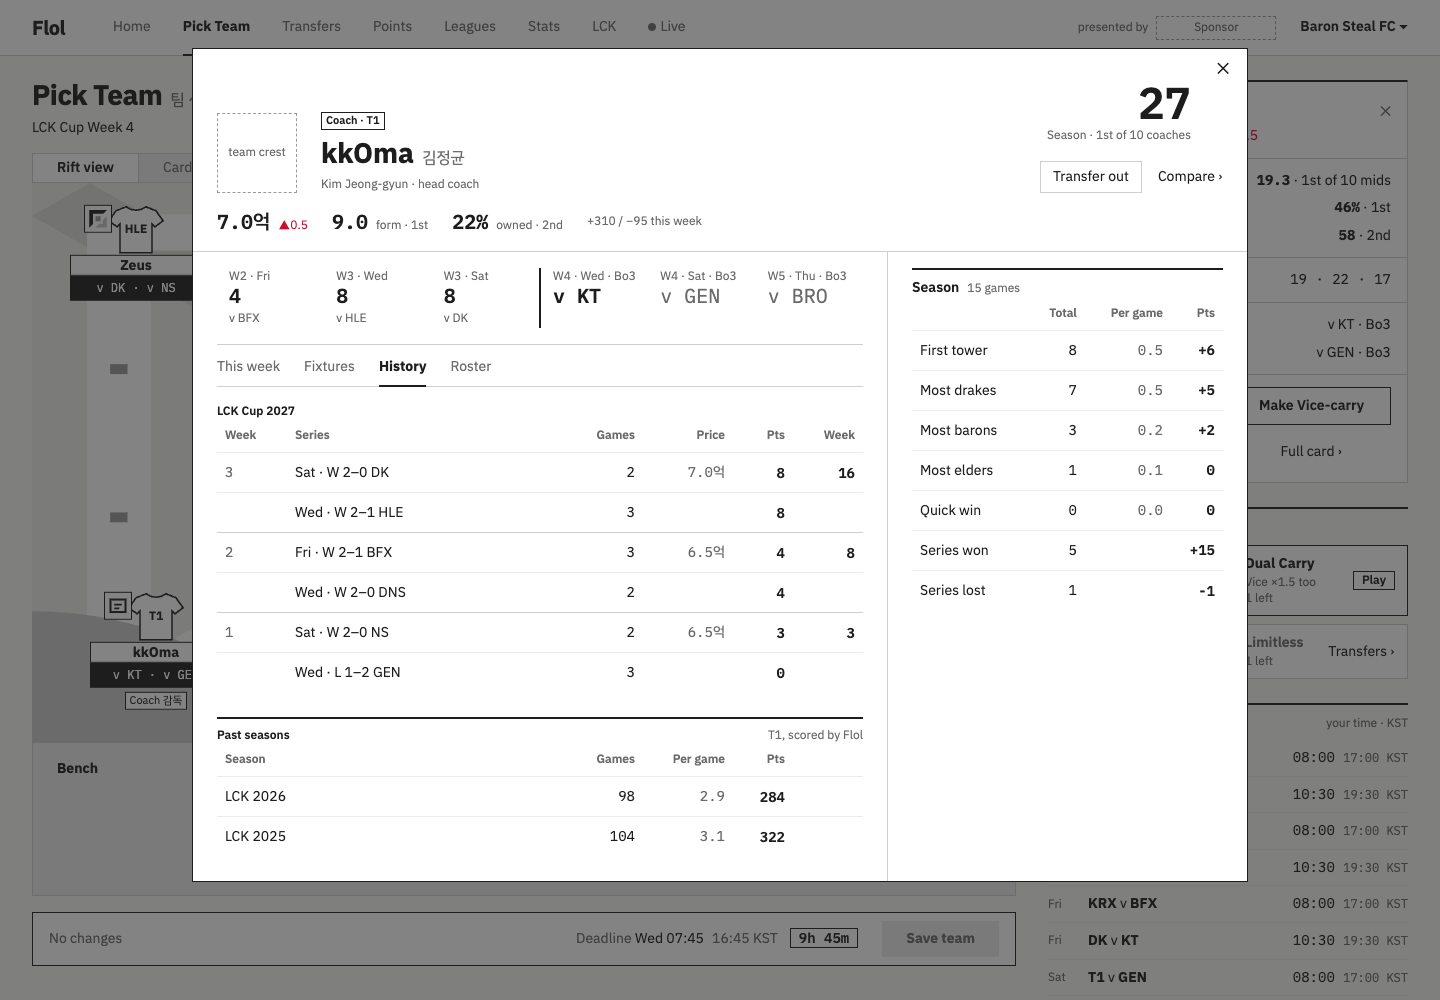 Flol Home Pick Team Transfers Points Leagues Stats LCK Live presented by Sponsor Baron Steal FC
Pick Team 팀
LCK Cup Week 4
Rift view Card
HLE
Zeus
v DK · v NS
T1
kkOma
v KT · v GE
Coach 감독
Bench
No changes Deadline Wed 07:45 16:45 KST 9h 45m Save team
27
Season · 1st of 10 coaches
Transfer out Compare ›
team crest
Coach · T1
kkOma 김정균
Kim Jeong-gyun · head coach
7.0억 ▲0.5 9.0 form · 1st 22% owned · 2nd +310 / −95 this week
W2 · Fri W3 · Wed W3 · Sat W4 · Wed · Bo3 W4 · Sat · Bo3 W5 · Thu · Bo3
4 8 8 v KT v GEN v BRO
v BFX v HLE v DK
This week Fixtures History Roster
LCK Cup 2027
Week Series Games Price Pts Week
3 Sat · W 2–0 DK 2 7.0억 8 16
Wed · W 2–1 HLE 3 8
2 Fri · W 2–1 BFX 3 6.5억 4 8
Wed · W 2–0 DNS 2 4
1 Sat · W 2–0 NS 2 6.5억 3 3
Wed · L 1–2 GEN 3 0
Past seasons T1, scored by Flol
Season Games Per game Pts
LCK 2026 98 2.9 284
LCK 2025 104 3.1 322
Season 15 games
Total Per game Pts
First tower 8 0.5 +6
Most drakes 7 0.5 +5
Most barons 3 0.2 +2
Most elders 1 0.1 0
Quick win 0 0.0 0
Series won 5 +15
Series lost 1 -1
.5
19.3 · 1st of 10 mids
46% · 1st
58 · 2nd
19 · 22 · 17
v KT · Bo3
v GEN · Bo3
Make Vice-carry
Full card ›
Dual Carry
Vice ×1.5 too
1 left
Play
Limitless
1 left
Transfers ›
your time · KST
08:00 17:00 KST
10:30 19:30 KST
08:00 17:00 KST
10:30 19:30 KST
Fri KRX v BFX 08:00 17:00 KST
Fri DK v KT 10:30 19:30 KST
Sat T1 v GEN 08:00 17:00 KST